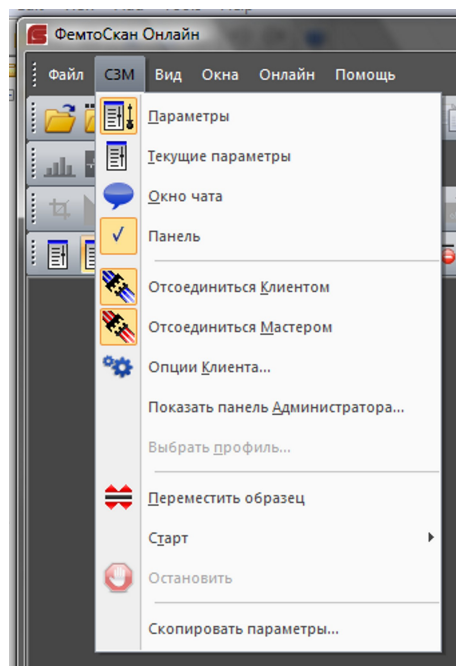 ФемтоСкан Онлайн
Файл СЗМ Вид Окна Онлайн Помощь
Параметры
Текущие параметры
Окно чата
Панель
Отсоединиться Клиентом
Отсоединиться Мастером
Опции Клиента...
Показать панель Администратора...
Выбрать профиль...
Переместить образец
Старт
Остановить
Скопировать параметры...